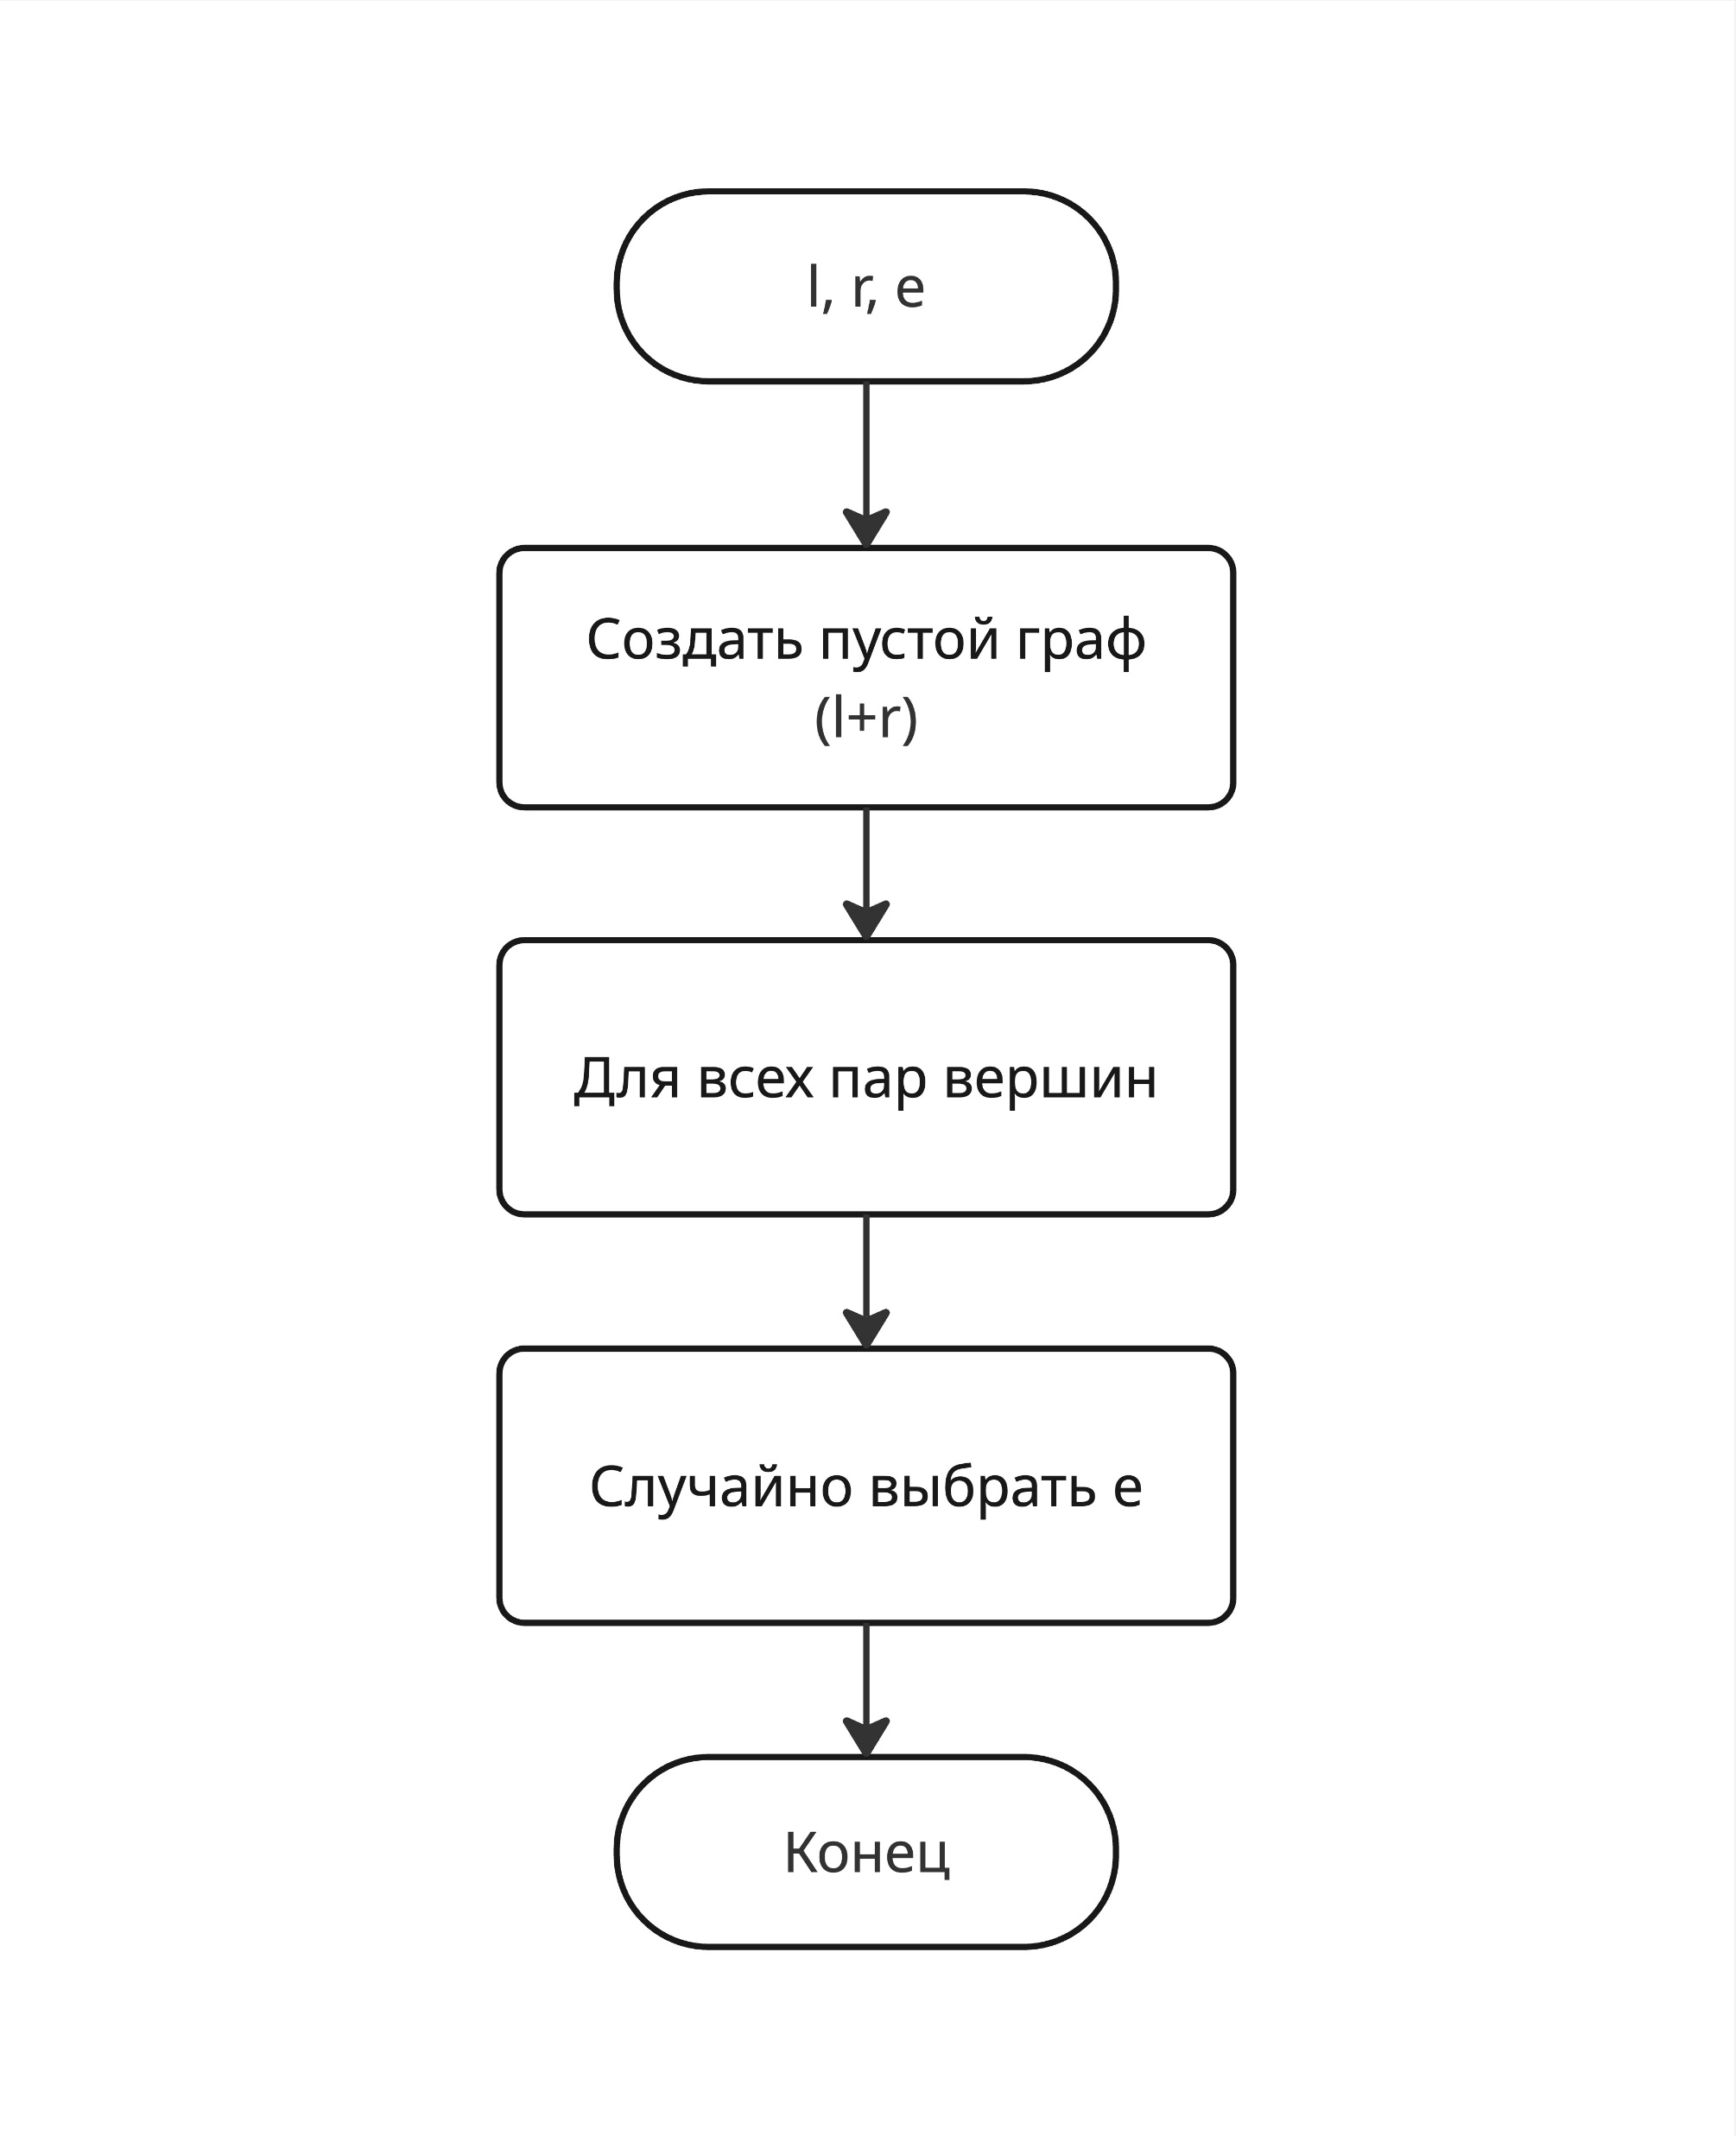 l, r, e
Создать пустой граф
(l+r)
Для всех пар вершин
Случайно выбрать e
Конец